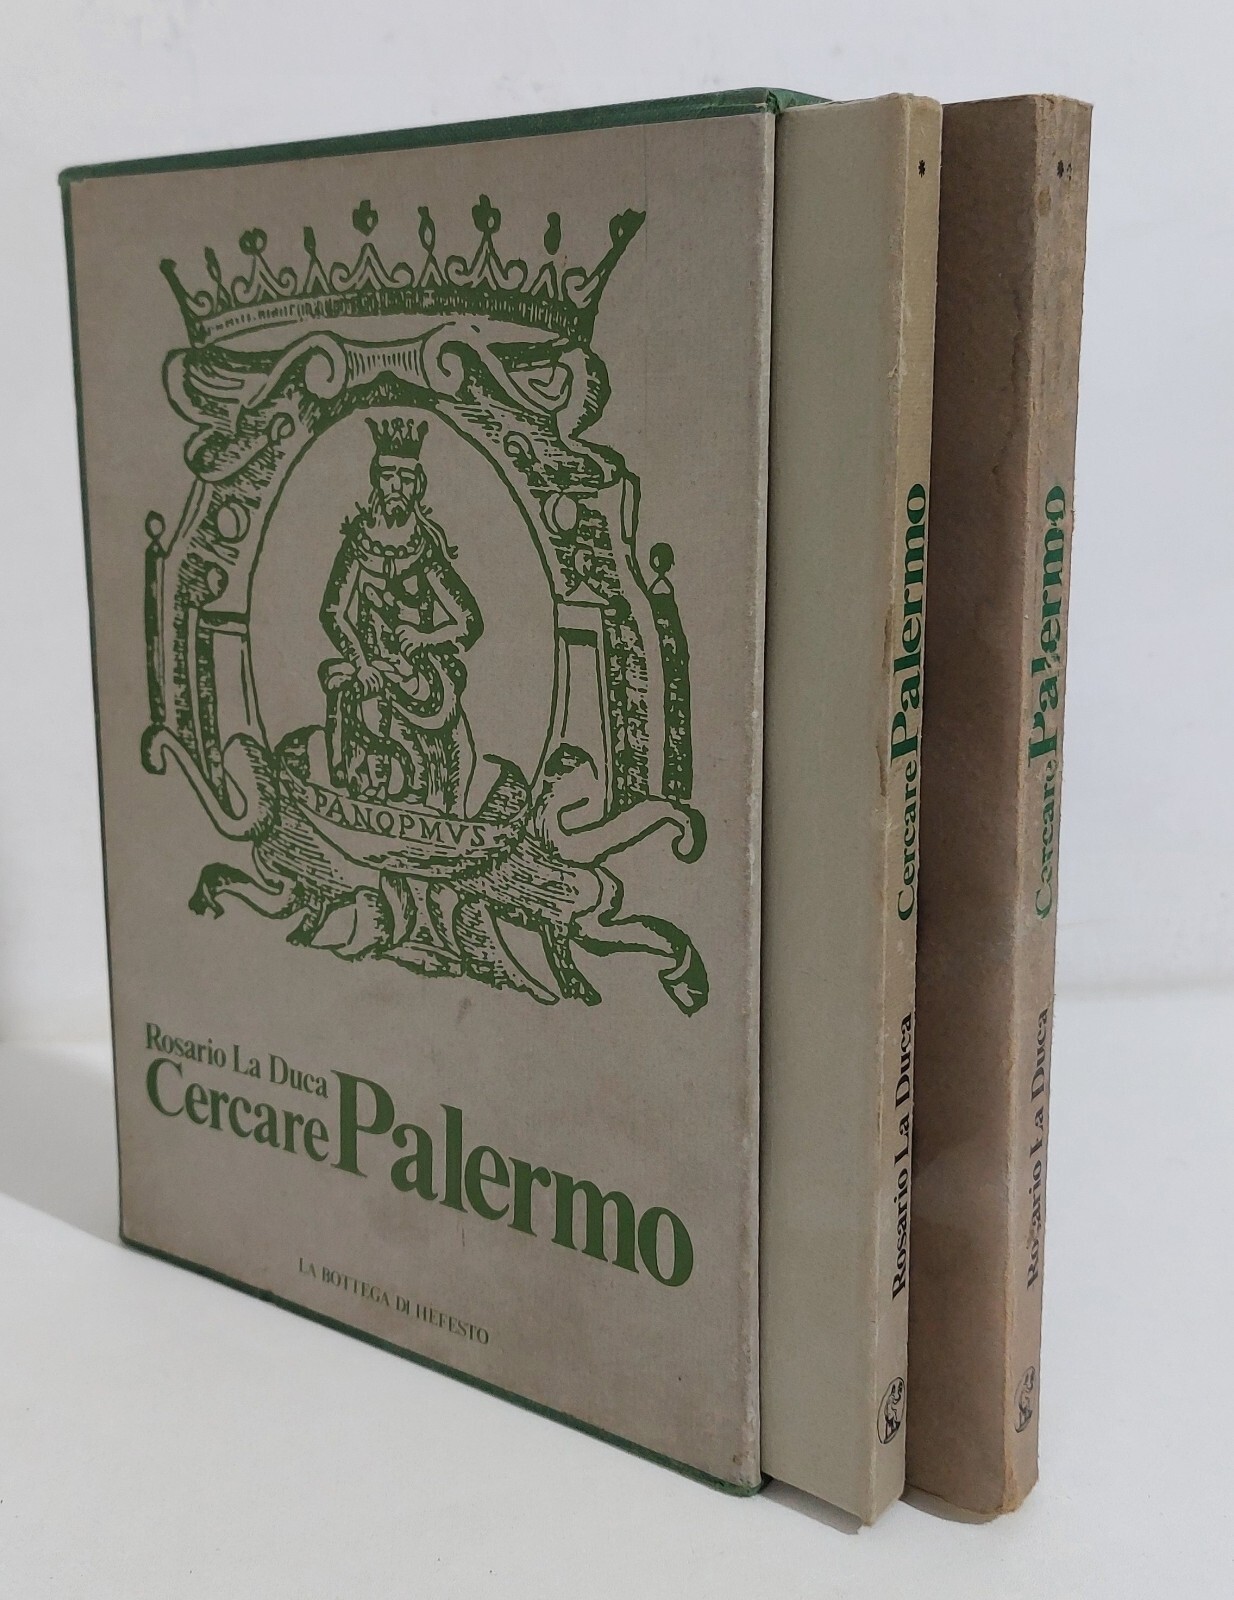 PANOPMVS
Rosario La Duca
Cercare Palermo
LA BOTTEGA DI HEFESTO
*
Cercare Palermo
Rosario La Duca
**
Cercare Palermo
Rosario La Duca